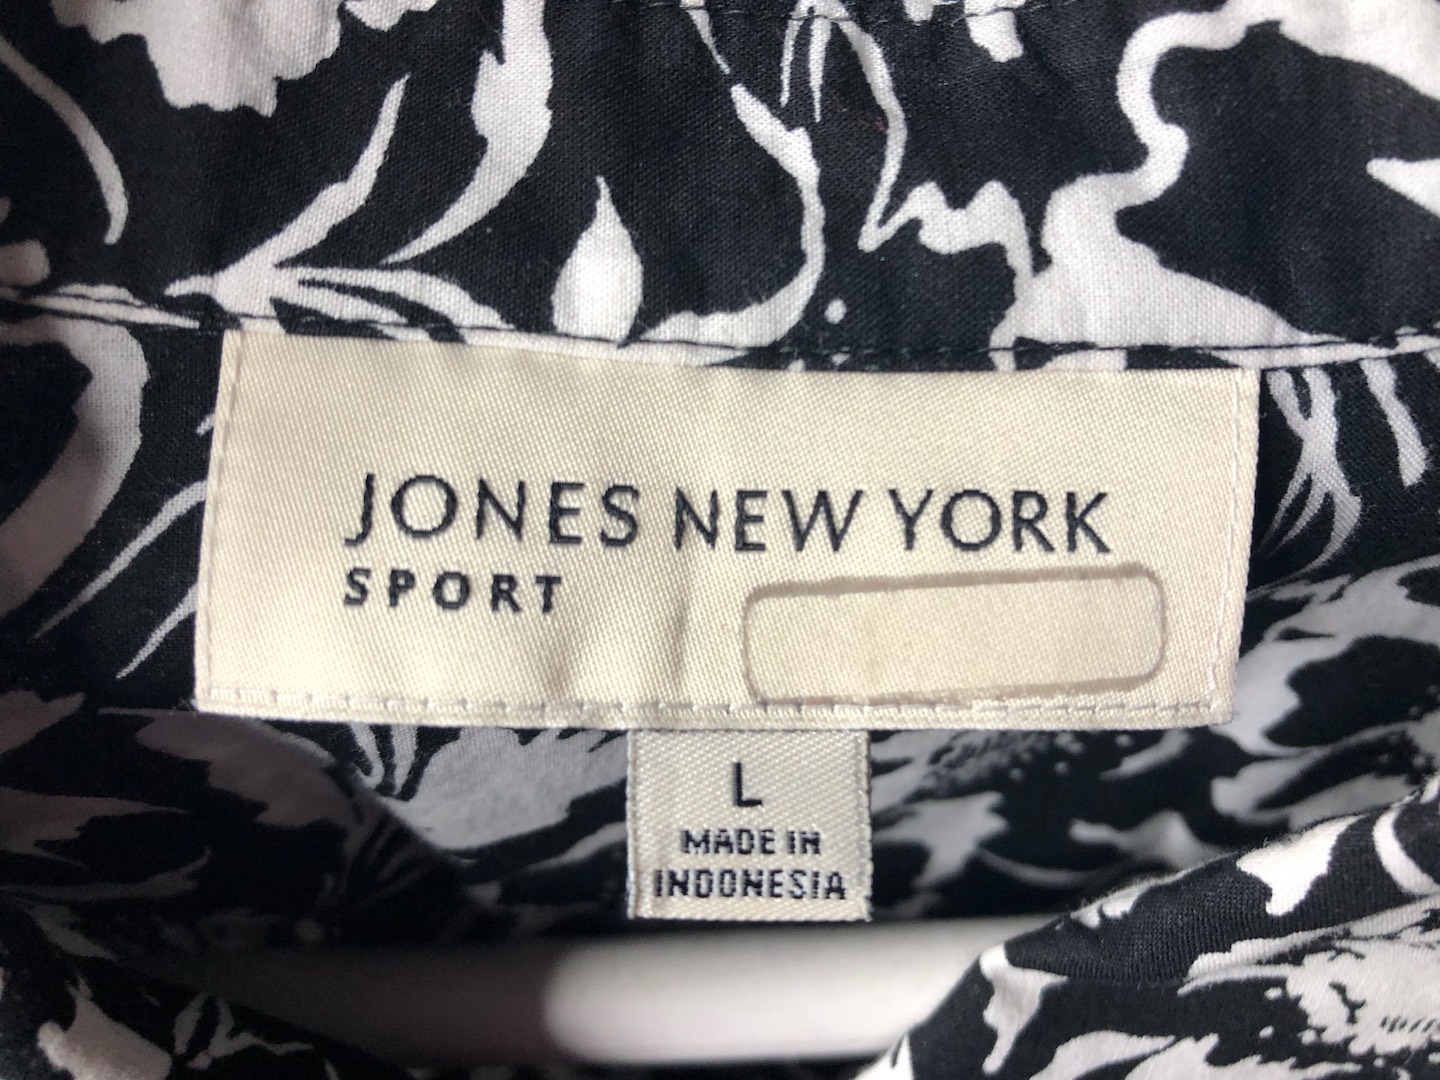 JONES NEW YORK
SPORT
L
MADE IN
INDONESIA